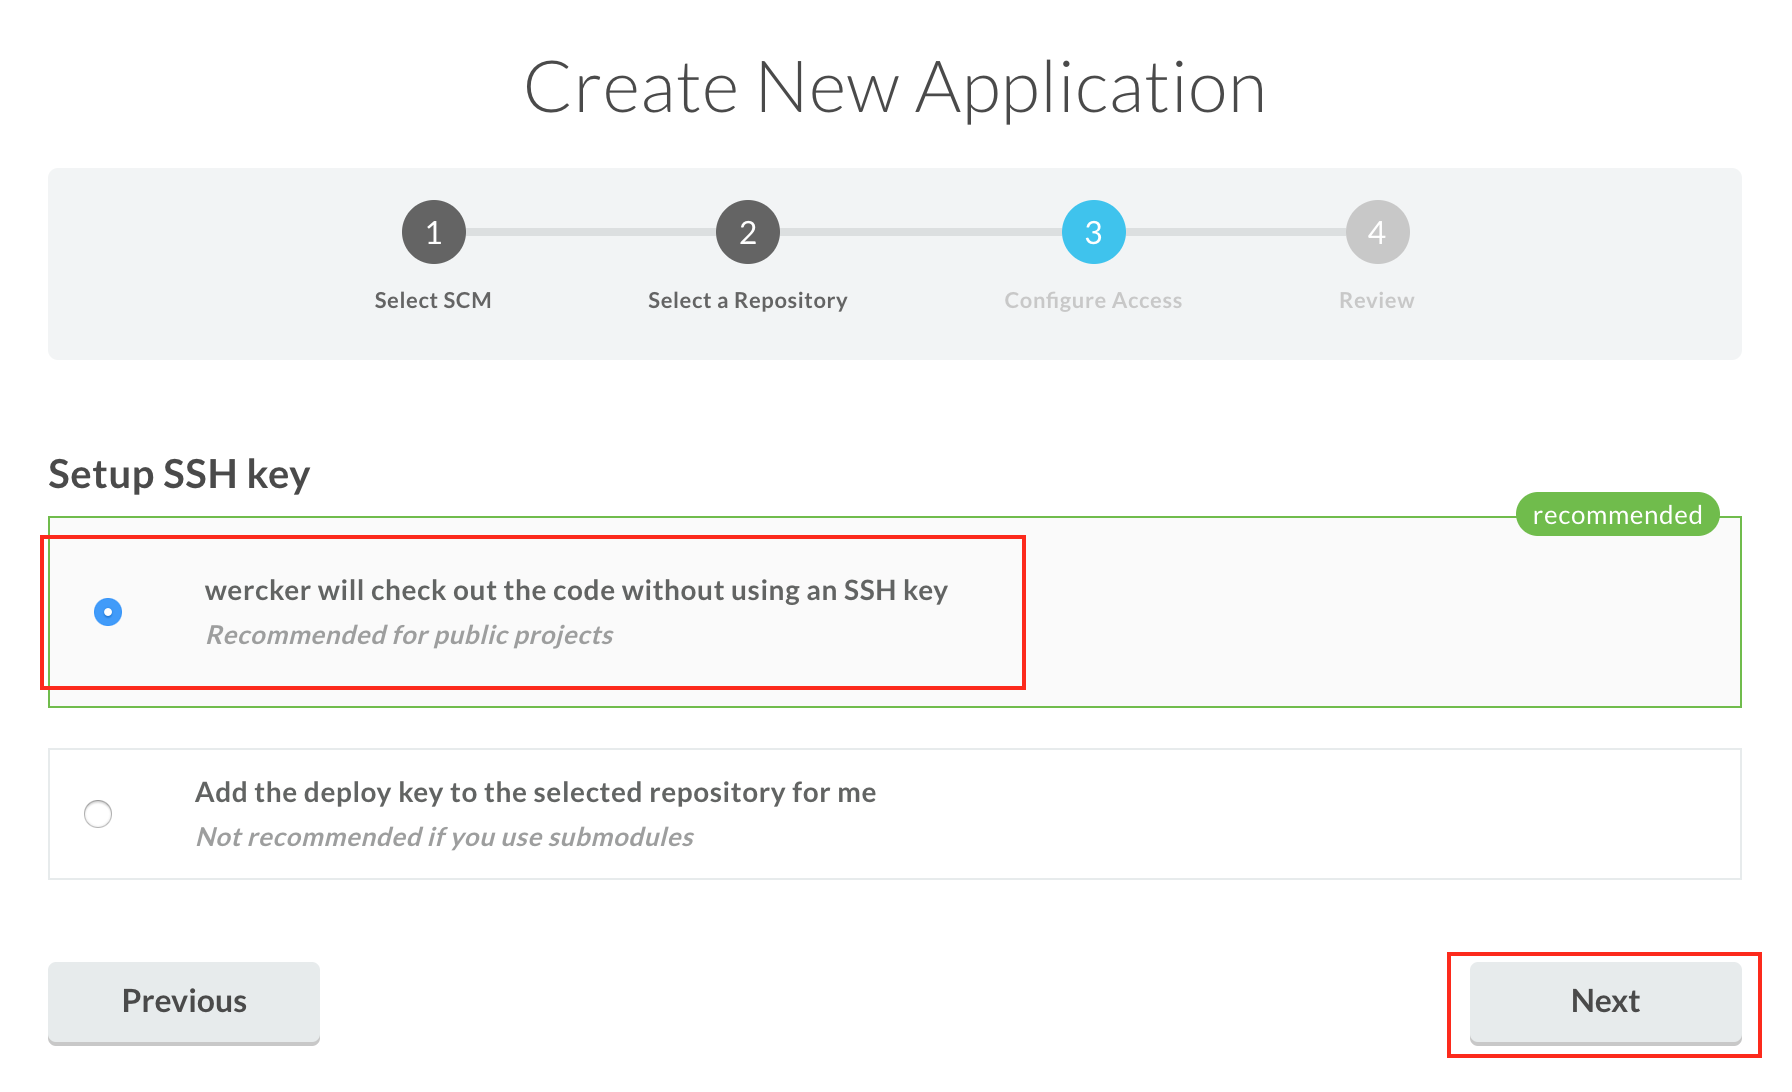 Create New Application
1 2 3 4
Select SCM Select a Repository Configure Access Review
Setup SSH key
recommended
wercker will check out the code without using an SSH key
Recommended for public projects
Add the deploy key to the selected repository for me
Not recommended if you use submodules
Previous Next